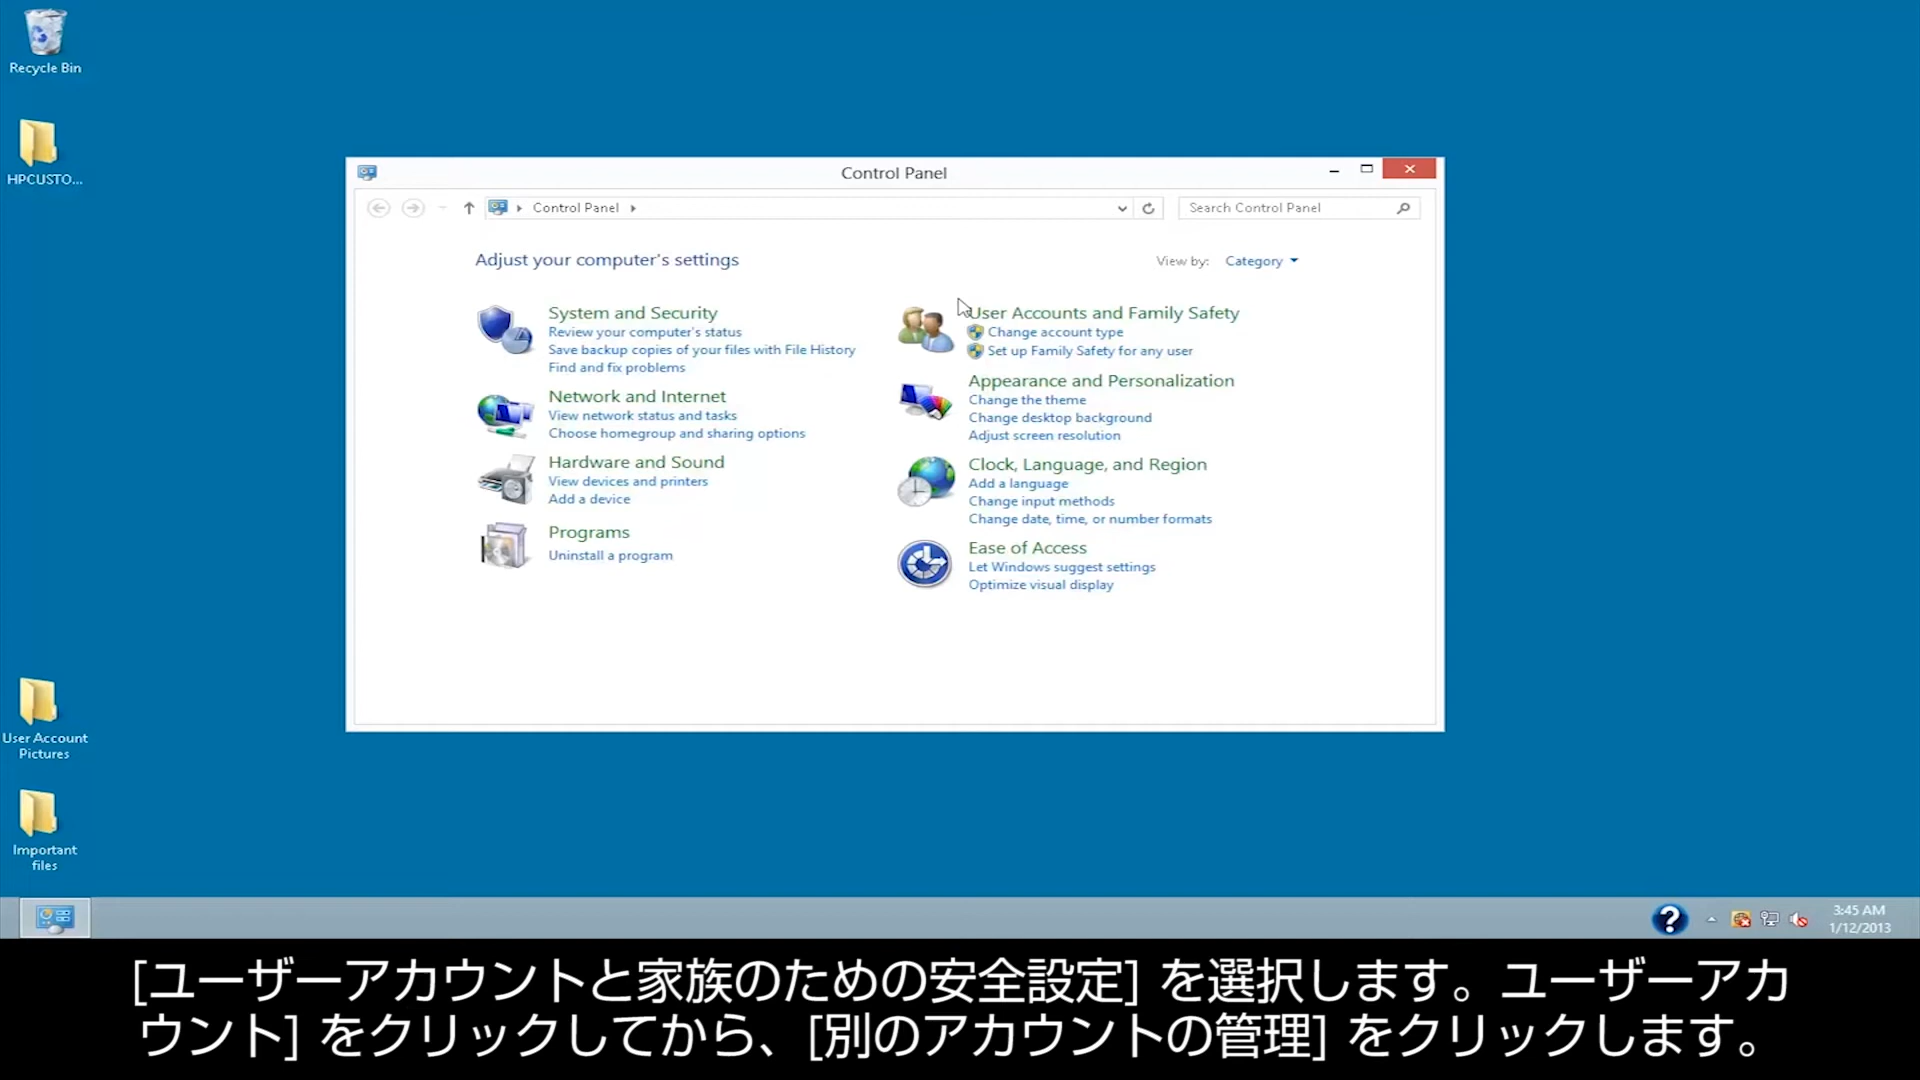 Recycle Bin
HPCUSTO...
User Account
Pictures
Important
files
Control Panel
Control Panel
Search Control Panel
Adjust your computer's settings
View by: Category
System and Security
Review your computer's status
Save backup copies of your files with File History
Find and fix problems
Network and Internet
View network status and tasks
Choose homegroup and sharing options
Hardware and Sound
View devices and printers
Add a device
Programs
Uninstall a program
User Accounts and Family Safety
Change account type
Set up Family Safety for any user
Appearance and Personalization
Change the theme
Change desktop background
Adjust screen resolution
Clock, Language, and Region
Add a language
Change input methods
Change date, time, or number formats
Ease of Access
Let Windows suggest settings
Optimize visual display
3:45 AM
1/12/2013
[ユーザーアカウントと家族のための安全設定] を選択します。ユーザーアカ
ウント] をクリックしてから、[別のアカウントの管理] をクリックします。